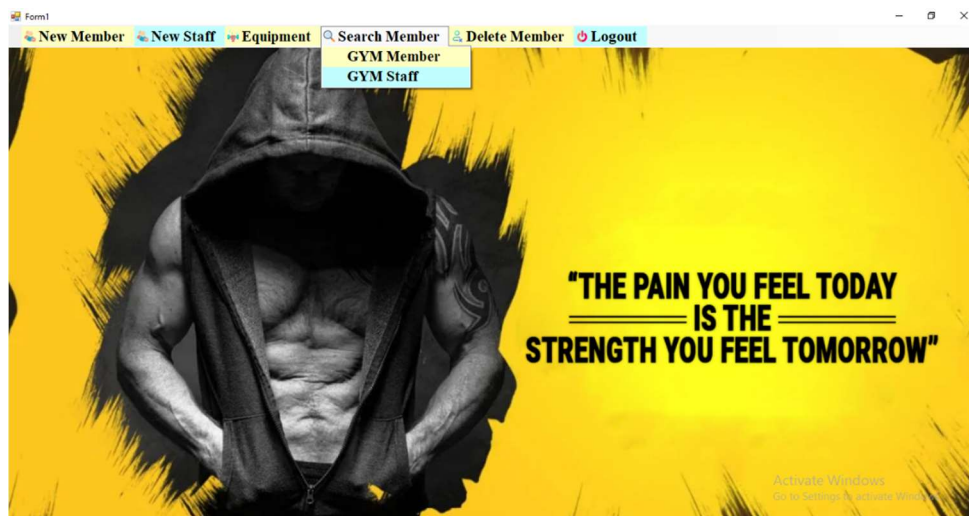 Form1
New Member New Staff Equipment Search Member Delete Member Logout
GYM Member
GYM Staff
“THE PAIN YOU FEEL TODAY
IS THE
STRENGTH YOU FEEL TOMORROW”
Activate Windows
Go to Settings to activate Windows